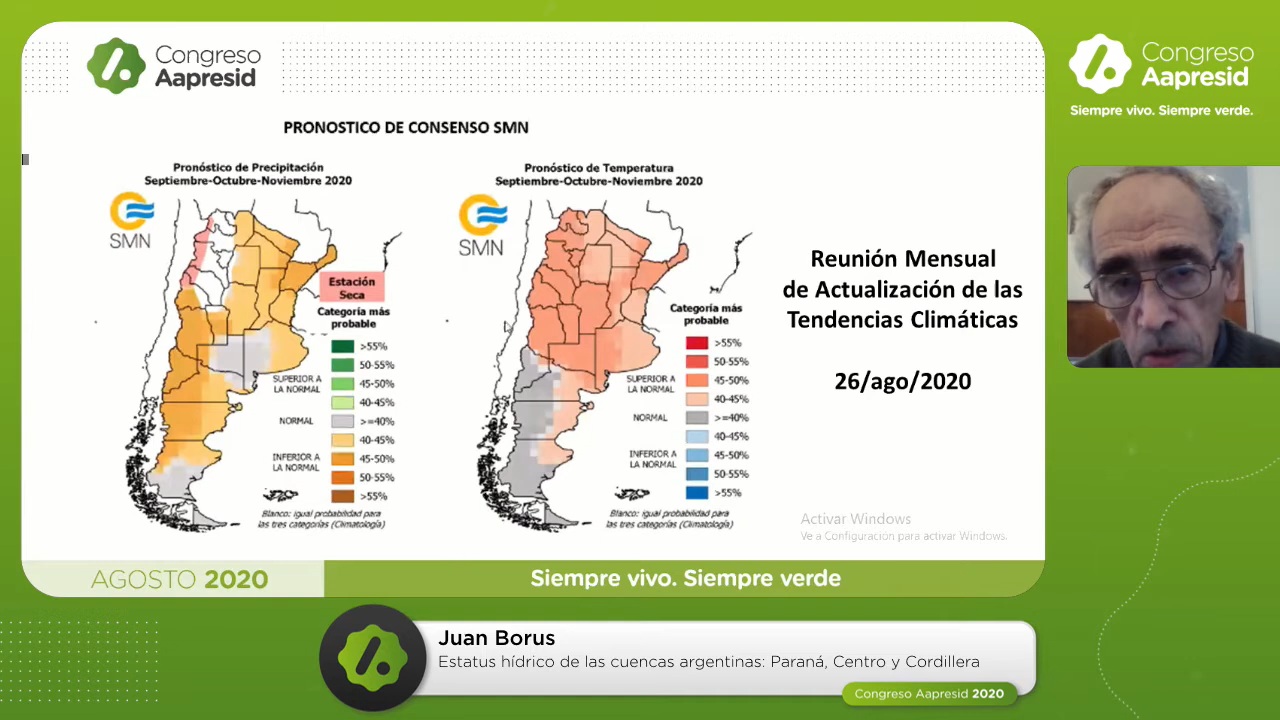 Congreso
Aapresid
PRONOSTICO DE CONSENSO SMN
Pronóstico de Precipitación
Septiembre-Octubre-Noviembre 2020
SMN
Estación
Seca
Categoría más
probable
>55%
50-55%
SUPERIOR A
LA NORMAL
45-50%
40-45%
NORMAL
>=40%
40-45%
INFERIOR A
LA NORMAL
45-50%
50-55%
>55%
Blanco: igual probabilidad para
las tres categorías (Climatología)
Pronóstico de Temperatura
Septiembre-Octubre-Noviembre 2020
SMN
Categoría más
probable
>55%
50-55%
SUPERIOR A
LA NORMAL
45-50%
40-45%
NORMAL
>=40%
40-45%
INFERIOR A
LA NORMAL
45-50%
50-55%
>55%
Blanco: igual probabilidad para
las tres categorías (Climatología)
Reunión Mensual
de Actualización de las
Tendencias Climáticas
26/ago/2020
Activar Windows
Ve a Configuración para activar Windows.
AGOSTO 2020
Siempre vivo. Siempre verde
Congreso
Aapresid
Siempre vivo. Siempre verde.
Juan Borus
Estatus hídrico de las cuencas argentinas: Paraná, Centro y Cordillera
Congreso Aapresid 2020